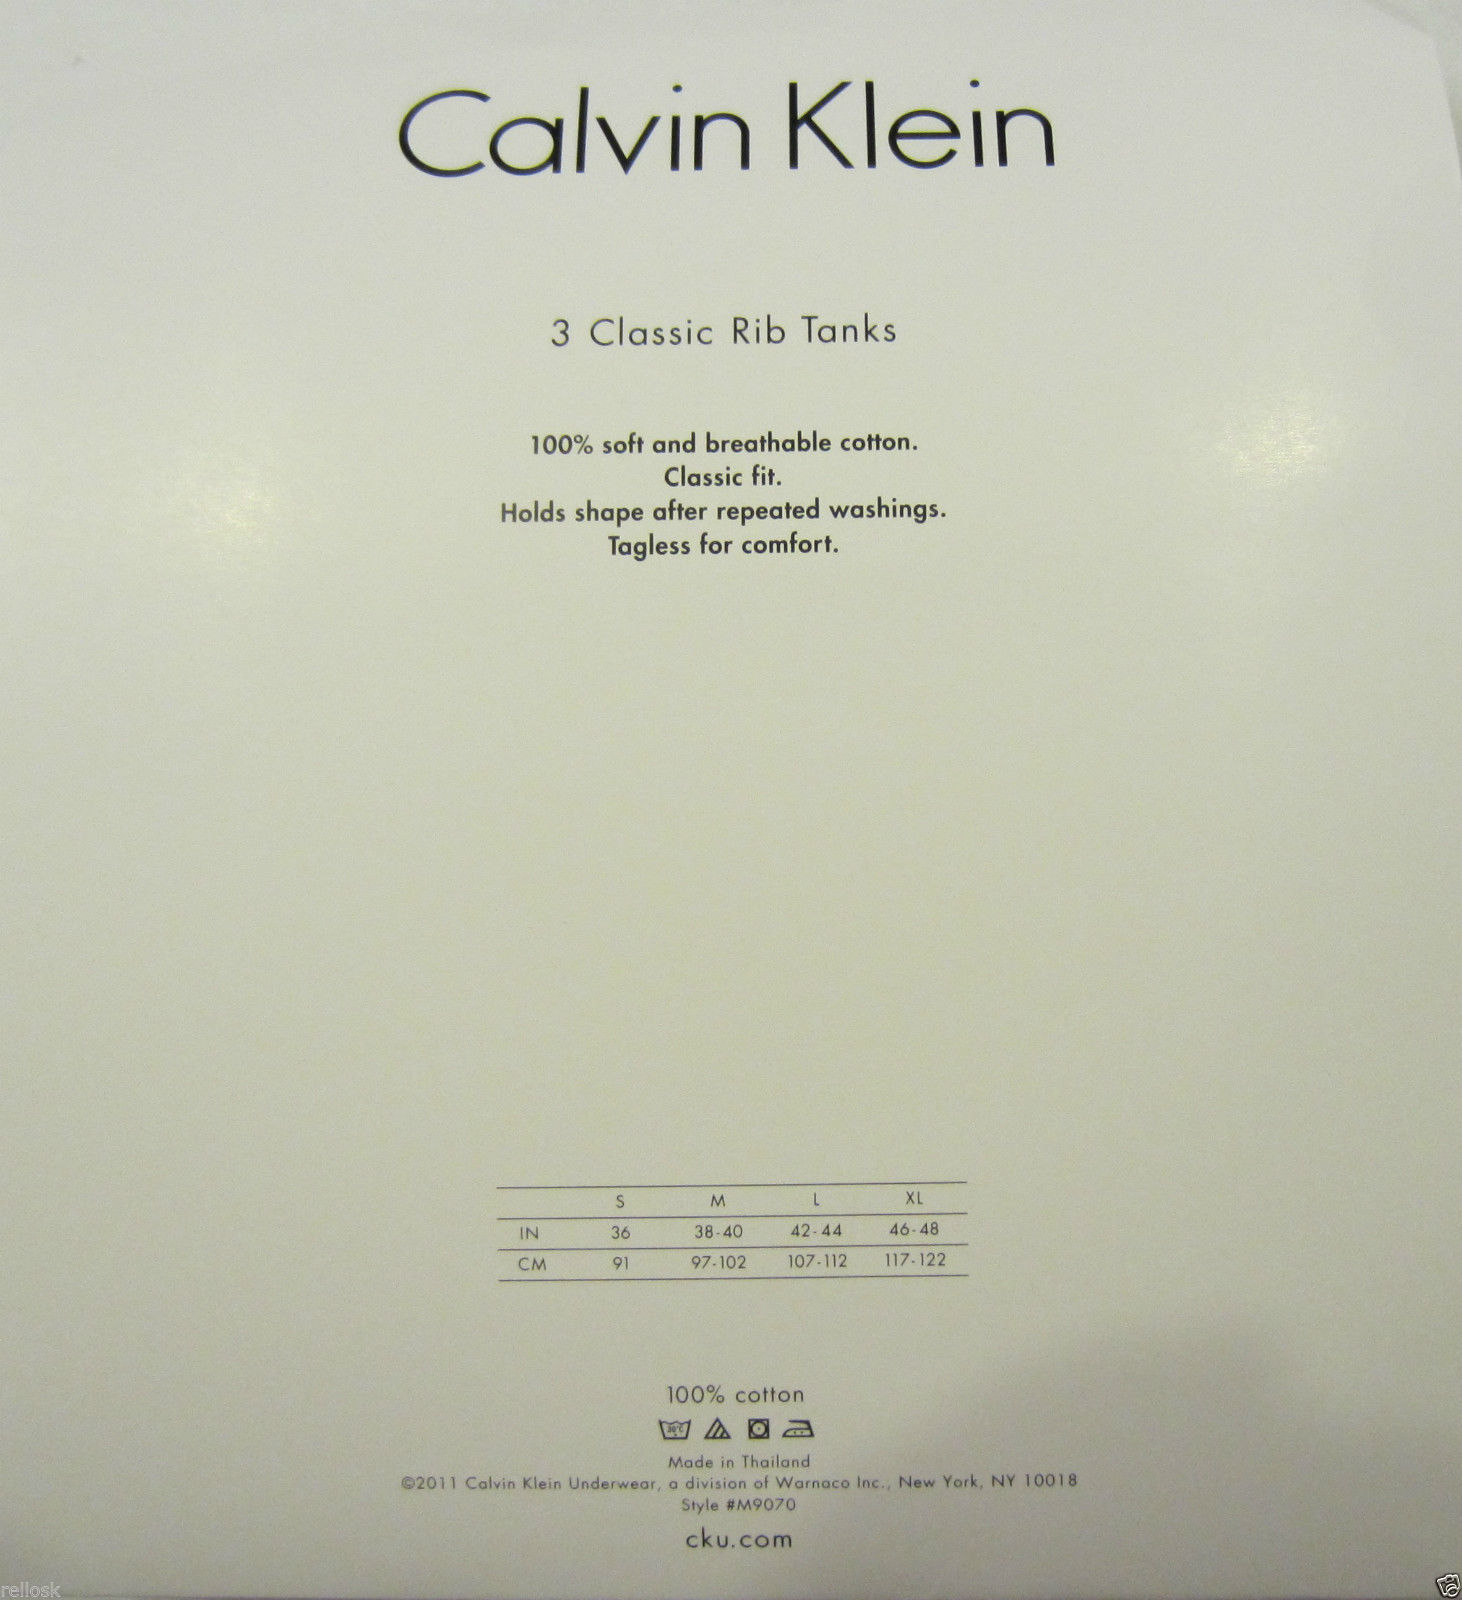 Calvin Klein
3 Classic Rib Tanks
100% soft and breathable cotton.
Classic fit.
Holds shape after repeated washings.
Tagless for comfort.
S M L XL
IN 36 38-40 42-44 46-48
CM 91 97-102 107-112 117-122
100% cotton
30°C
Made in Thailand
©2011 Calvin Klein Underwear, a division of Warnaco Inc., New York, NY 10018
Style #M9070
cku.com
rellosk